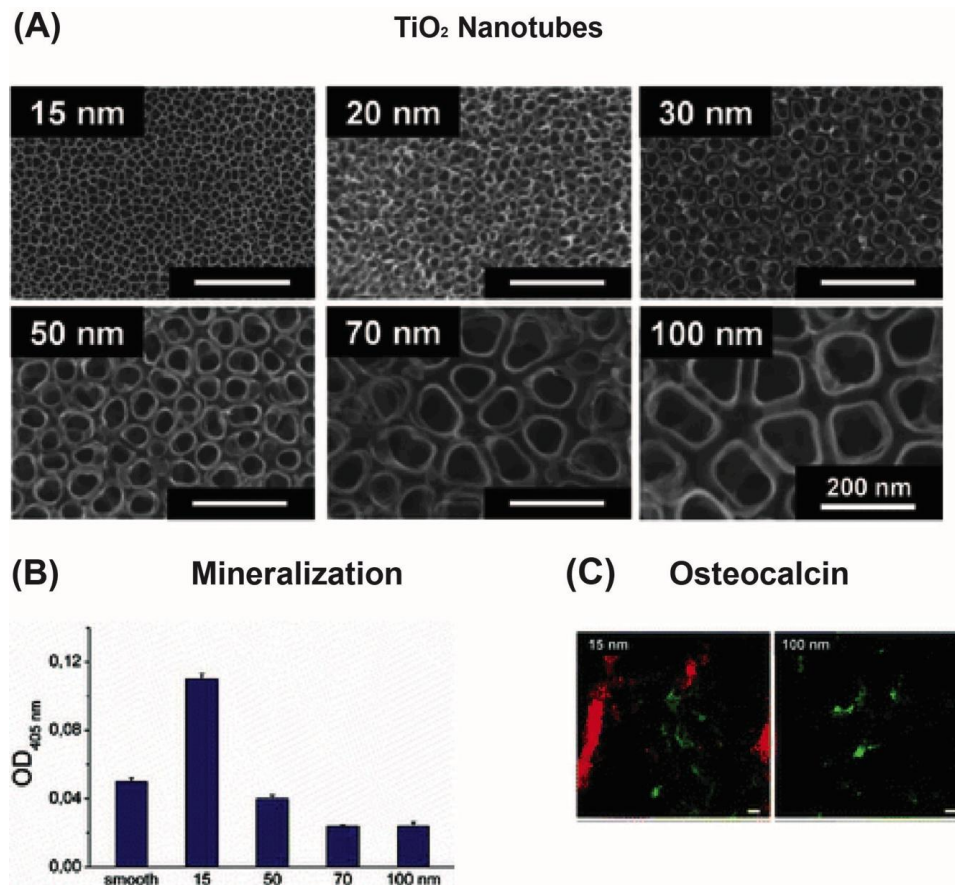 (A) TiO₂ Nanotubes
15 nm 20 nm 30 nm
50 nm 70 nm 100 nm
200 nm
(B) Mineralization
OD405 nm
0,12
0,08
0,04
0,00
smooth 15 50 70 100 nm
(C) Osteocalcin
15 nm 100 nm